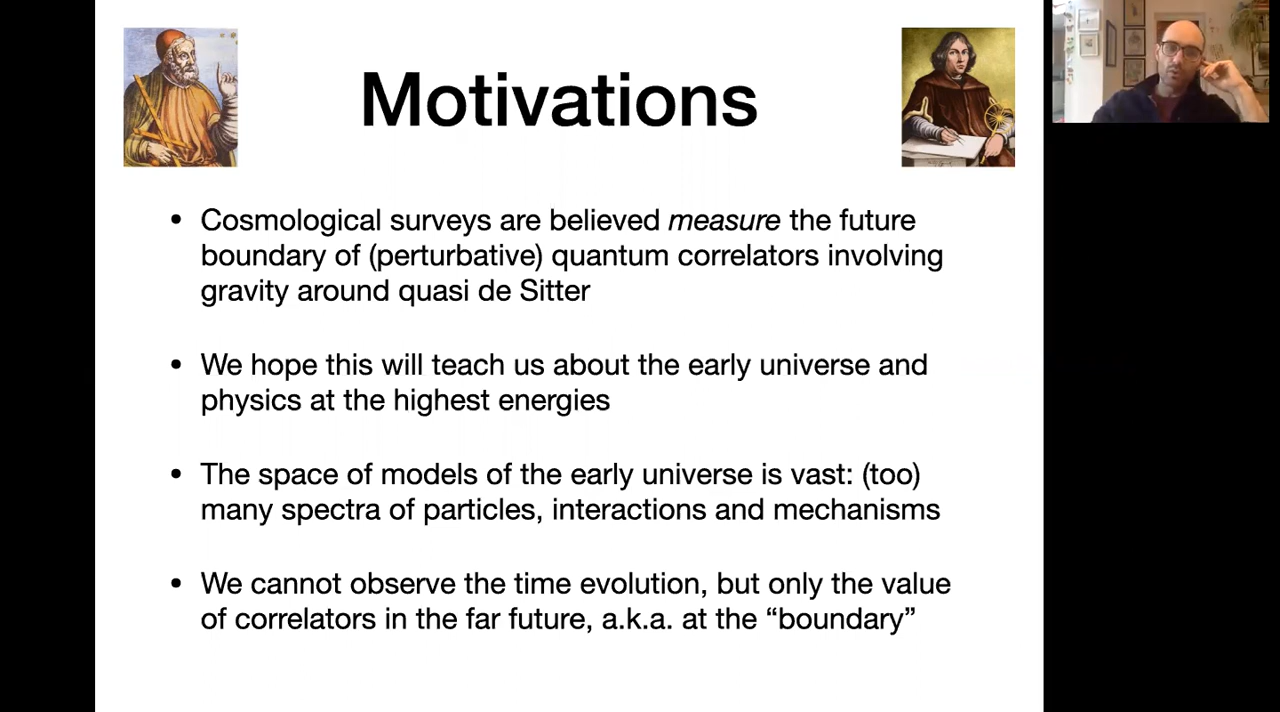 Motivations
• Cosmological surveys are believed measure the future
boundary of (perturbative) quantum correlators involving
gravity around quasi de Sitter
• We hope this will teach us about the early universe and
physics at the highest energies
• The space of models of the early universe is vast: (too)
many spectra of particles, interactions and mechanisms
• We cannot observe the time evolution, but only the value
of correlators in the far future, a.k.a. at the “boundary”